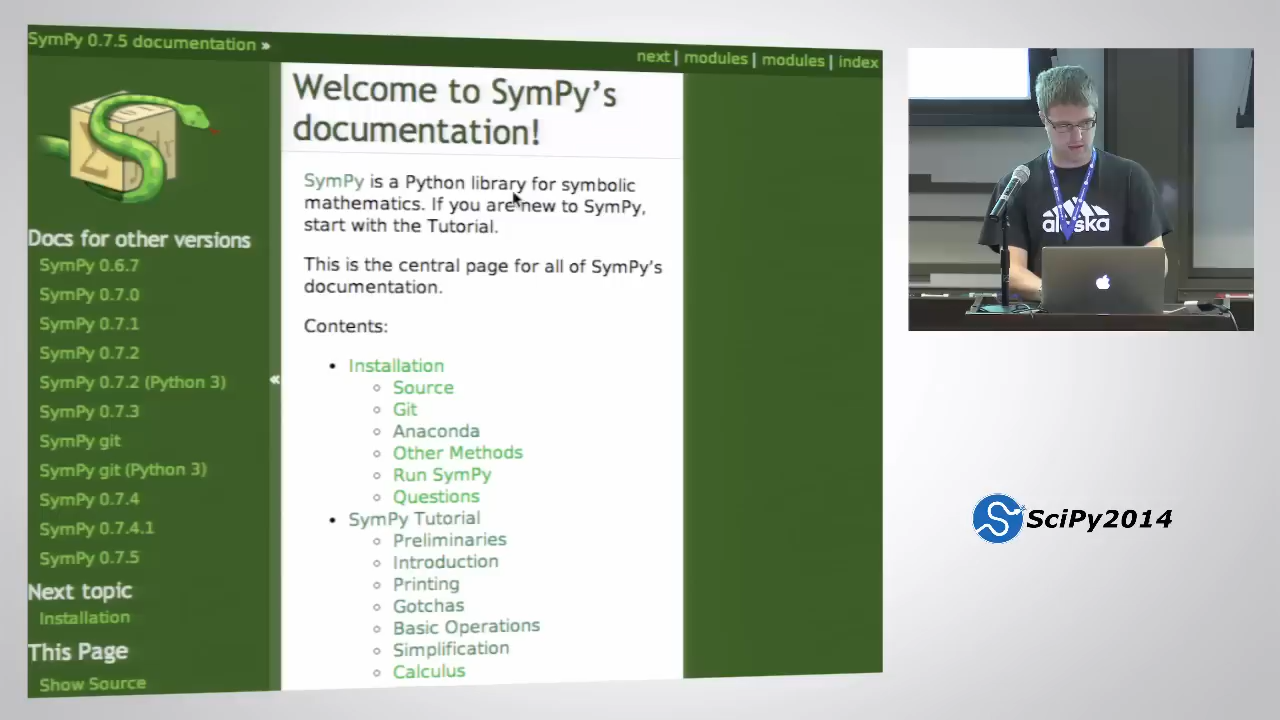 SymPy 0.7.5 documentation »
next | modules | modules | index
Welcome to SymPy's
documentation!
SymPy is a Python library for symbolic
mathematics. If you are new to SymPy,
start with the Tutorial.
This is the central page for all of SymPy's
documentation.
Contents:
• Installation
◦ Source
◦ Git
◦ Anaconda
◦ Other Methods
◦ Run SymPy
◦ Questions
• SymPy Tutorial
◦ Preliminaries
◦ Introduction
◦ Printing
◦ Gotchas
◦ Basic Operations
◦ Simplification
◦ Calculus
Docs for other versions
SymPy 0.6.7
SymPy 0.7.0
SymPy 0.7.1
SymPy 0.7.2
SymPy 0.7.2 (Python 3)
SymPy 0.7.3
SymPy git
SymPy git (Python 3)
SymPy 0.7.4
SymPy 0.7.4.1
SymPy 0.7.5
Next topic
Installation
This Page
Show Source
«
alaska
SciPy2014